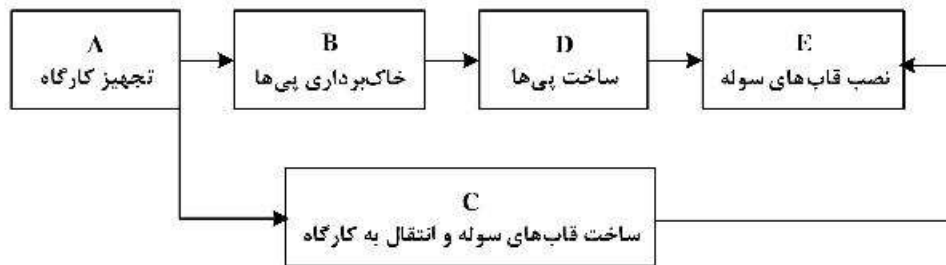 A
تجهیز کارگاه
B
خاک‌برداری پی‌ها
D
ساخت پی‌ها
E
نصب قاب‌های سوله
C
ساخت قاب‌های سوله و انتقال به کارگاه